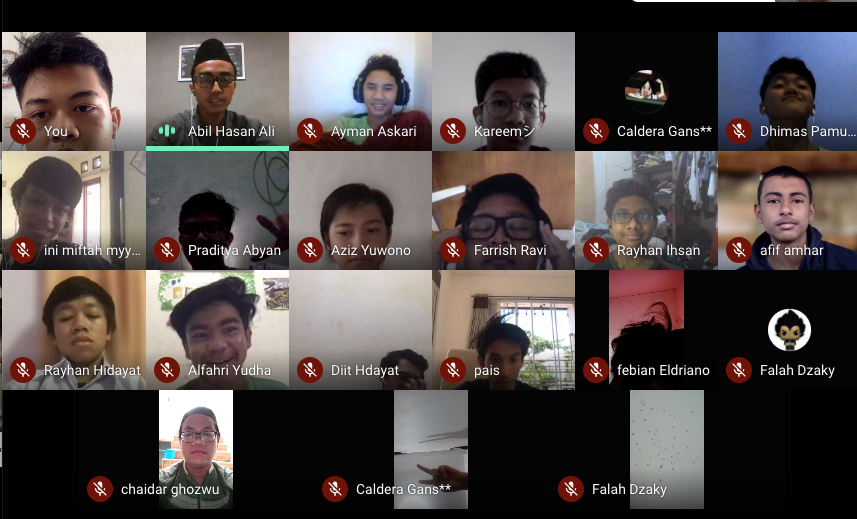 You
Abil Hasan Ali
Ayman Askari
Kareemシ
Caldera Gans**
Dhimas Pamu...
ini miftah myy...
Praditya Abyan
Aziz Yuwono
Farrish Ravi
Rayhan Ihsan
afif amhar
Rayhan Hidayat
Alfahri Yudha
Diit Hdayat
pais
febian Eldriano
Falah Dzaky
chaidar ghozwu
Caldera Gans**
Falah Dzaky